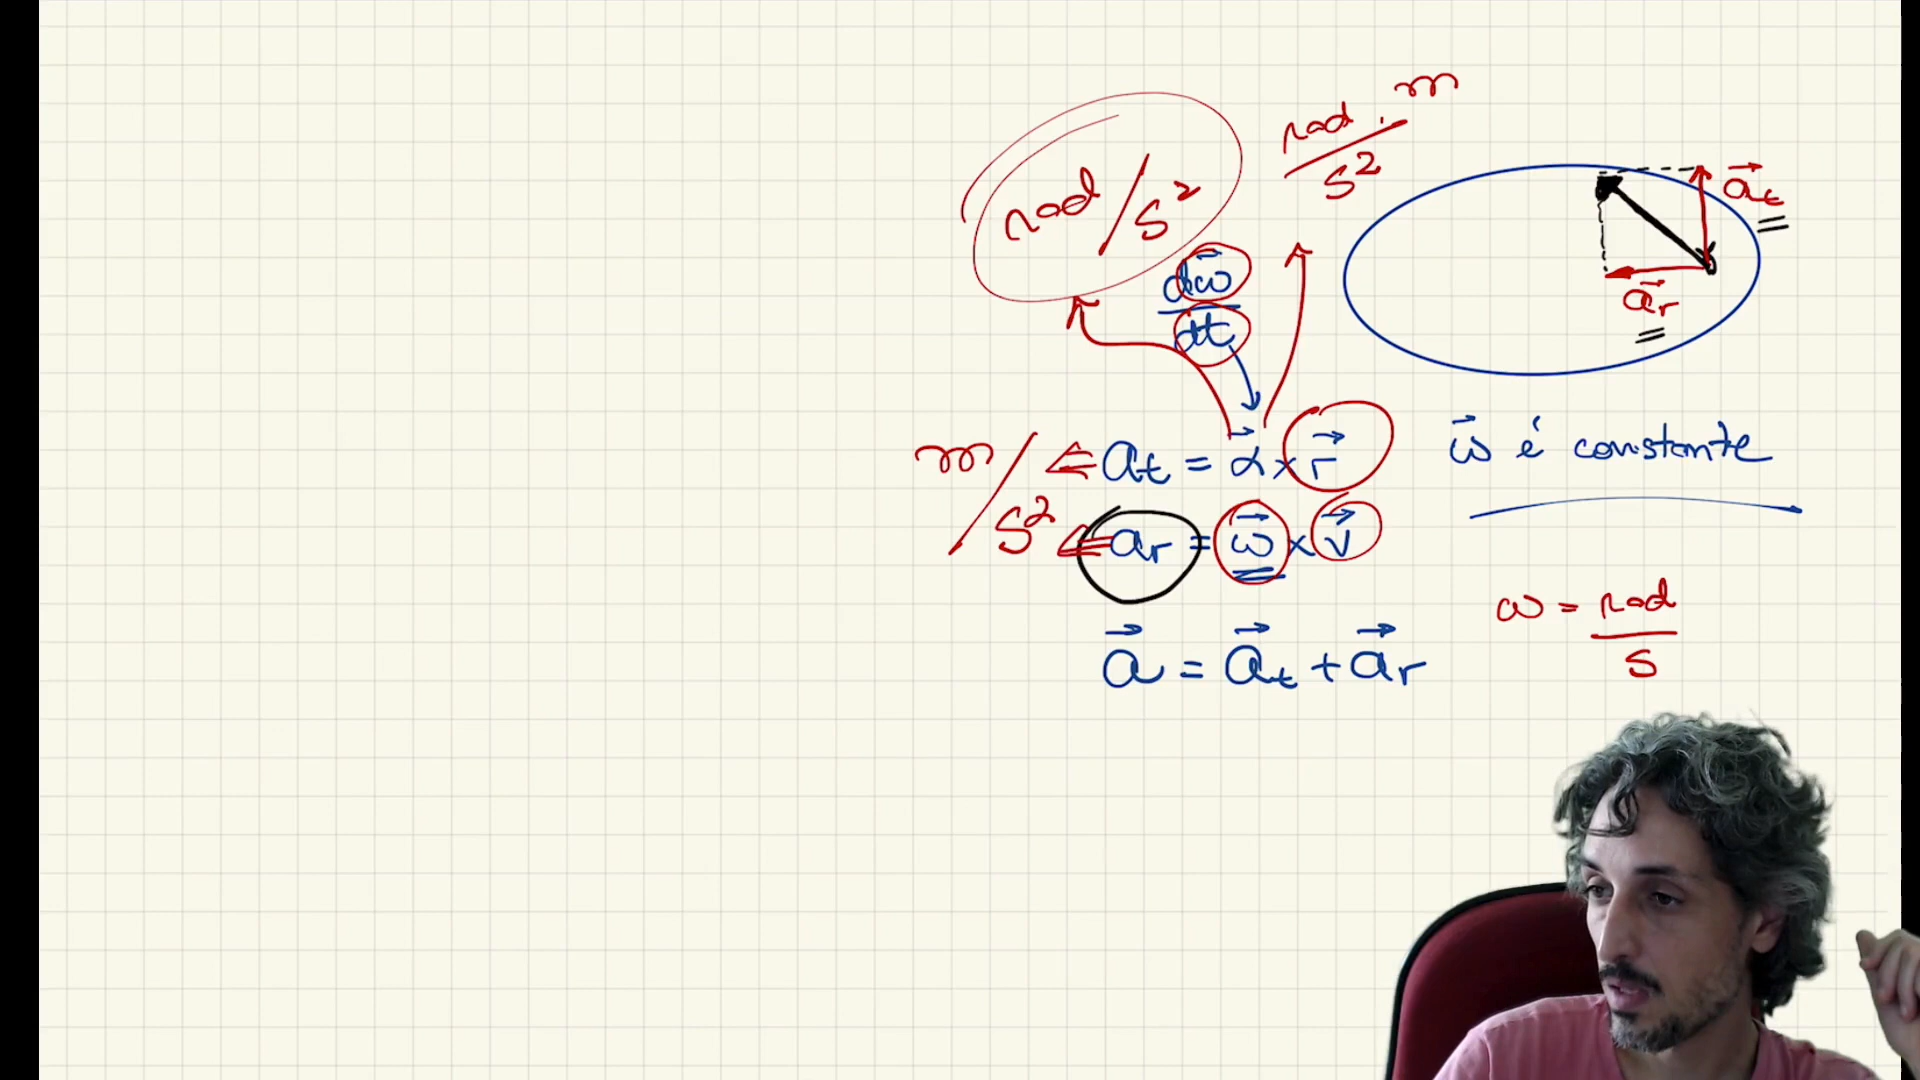 rad/s²
rad . m / s²
a⃗t
a⃗r
dω⃗/dt
m/s²
at = α⃗ × r⃗
ω⃗ é constante
ar = ω⃗ × v⃗
ω = rad/s
a⃗ = a⃗t + a⃗r